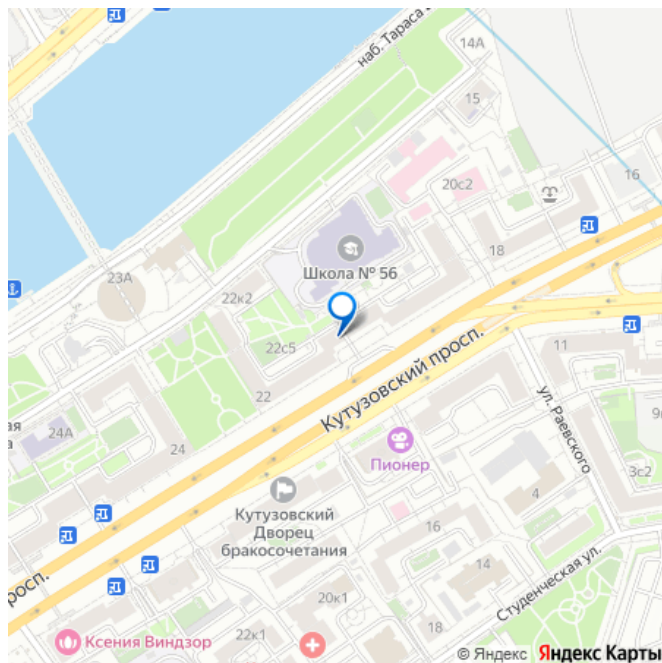 наб. Тараса
14А
15
20с2
16
18
Школа № 56
23А
22к2
22с5
22
24А
24
Кутузовский просп.
11
ул. Раевского
3с2
Пионер
4
Кутузовский
Дворец
бракосочетания
16
14
Студенческая ул.
20к1
18
22к1
Ксения Виндзор
© Яндекс Яндекс Карты